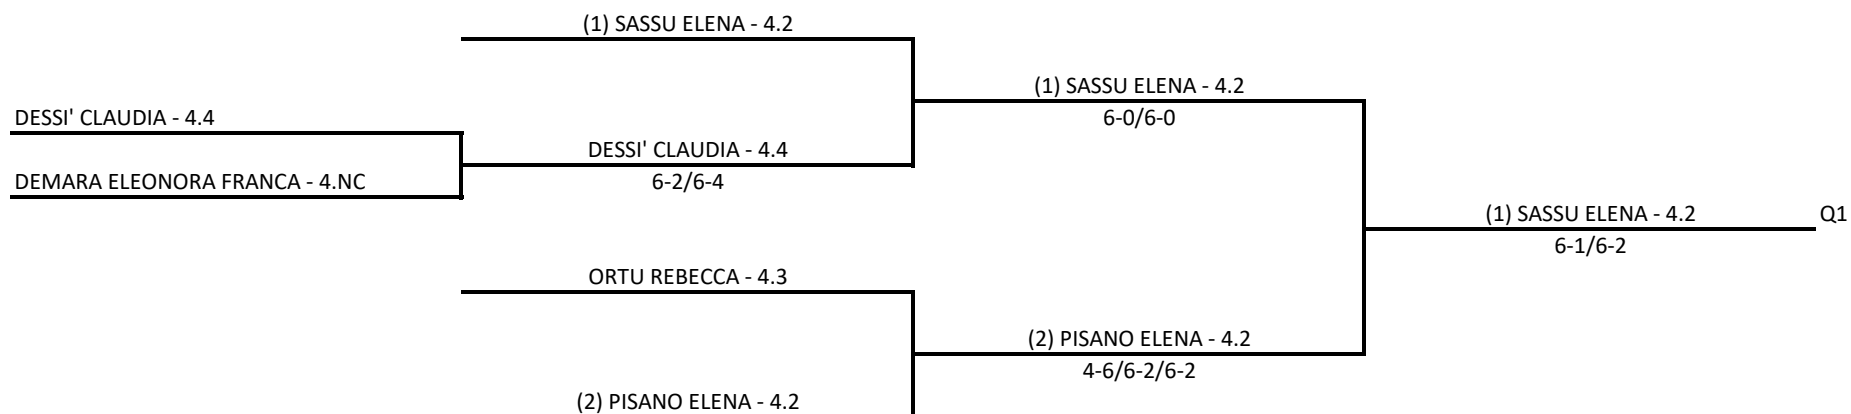 (1) SASSU ELENA - 4.2
(1) SASSU ELENA - 4.2
6-0/6-0
DESSI' CLAUDIA - 4.4
DESSI' CLAUDIA - 4.4
6-2/6-4
DEMARA ELEONORA FRANCA - 4.NC
(1) SASSU ELENA - 4.2 Q1
6-1/6-2
ORTU REBECCA - 4.3
(2) PISANO ELENA - 4.2
4-6/6-2/6-2
(2) PISANO ELENA - 4.2